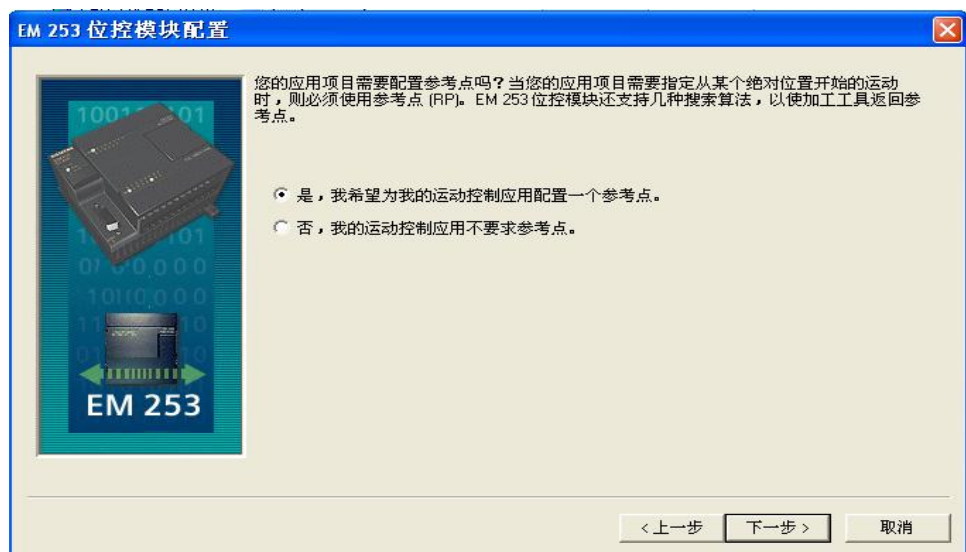 EM 253 位控模块配置
您的应用项目需要配置参考点吗？当您的应用项目需要指定从某个绝对位置开始的运动
时，则必须使用参考点 (RP)。EM 253 位控模块还支持几种搜索算法，以使加工工具返回参
考点。
是，我希望为我的运动控制应用配置一个参考点。
否，我的运动控制应用不要求参考点。
EM 253
<上一步
下一步>
取消